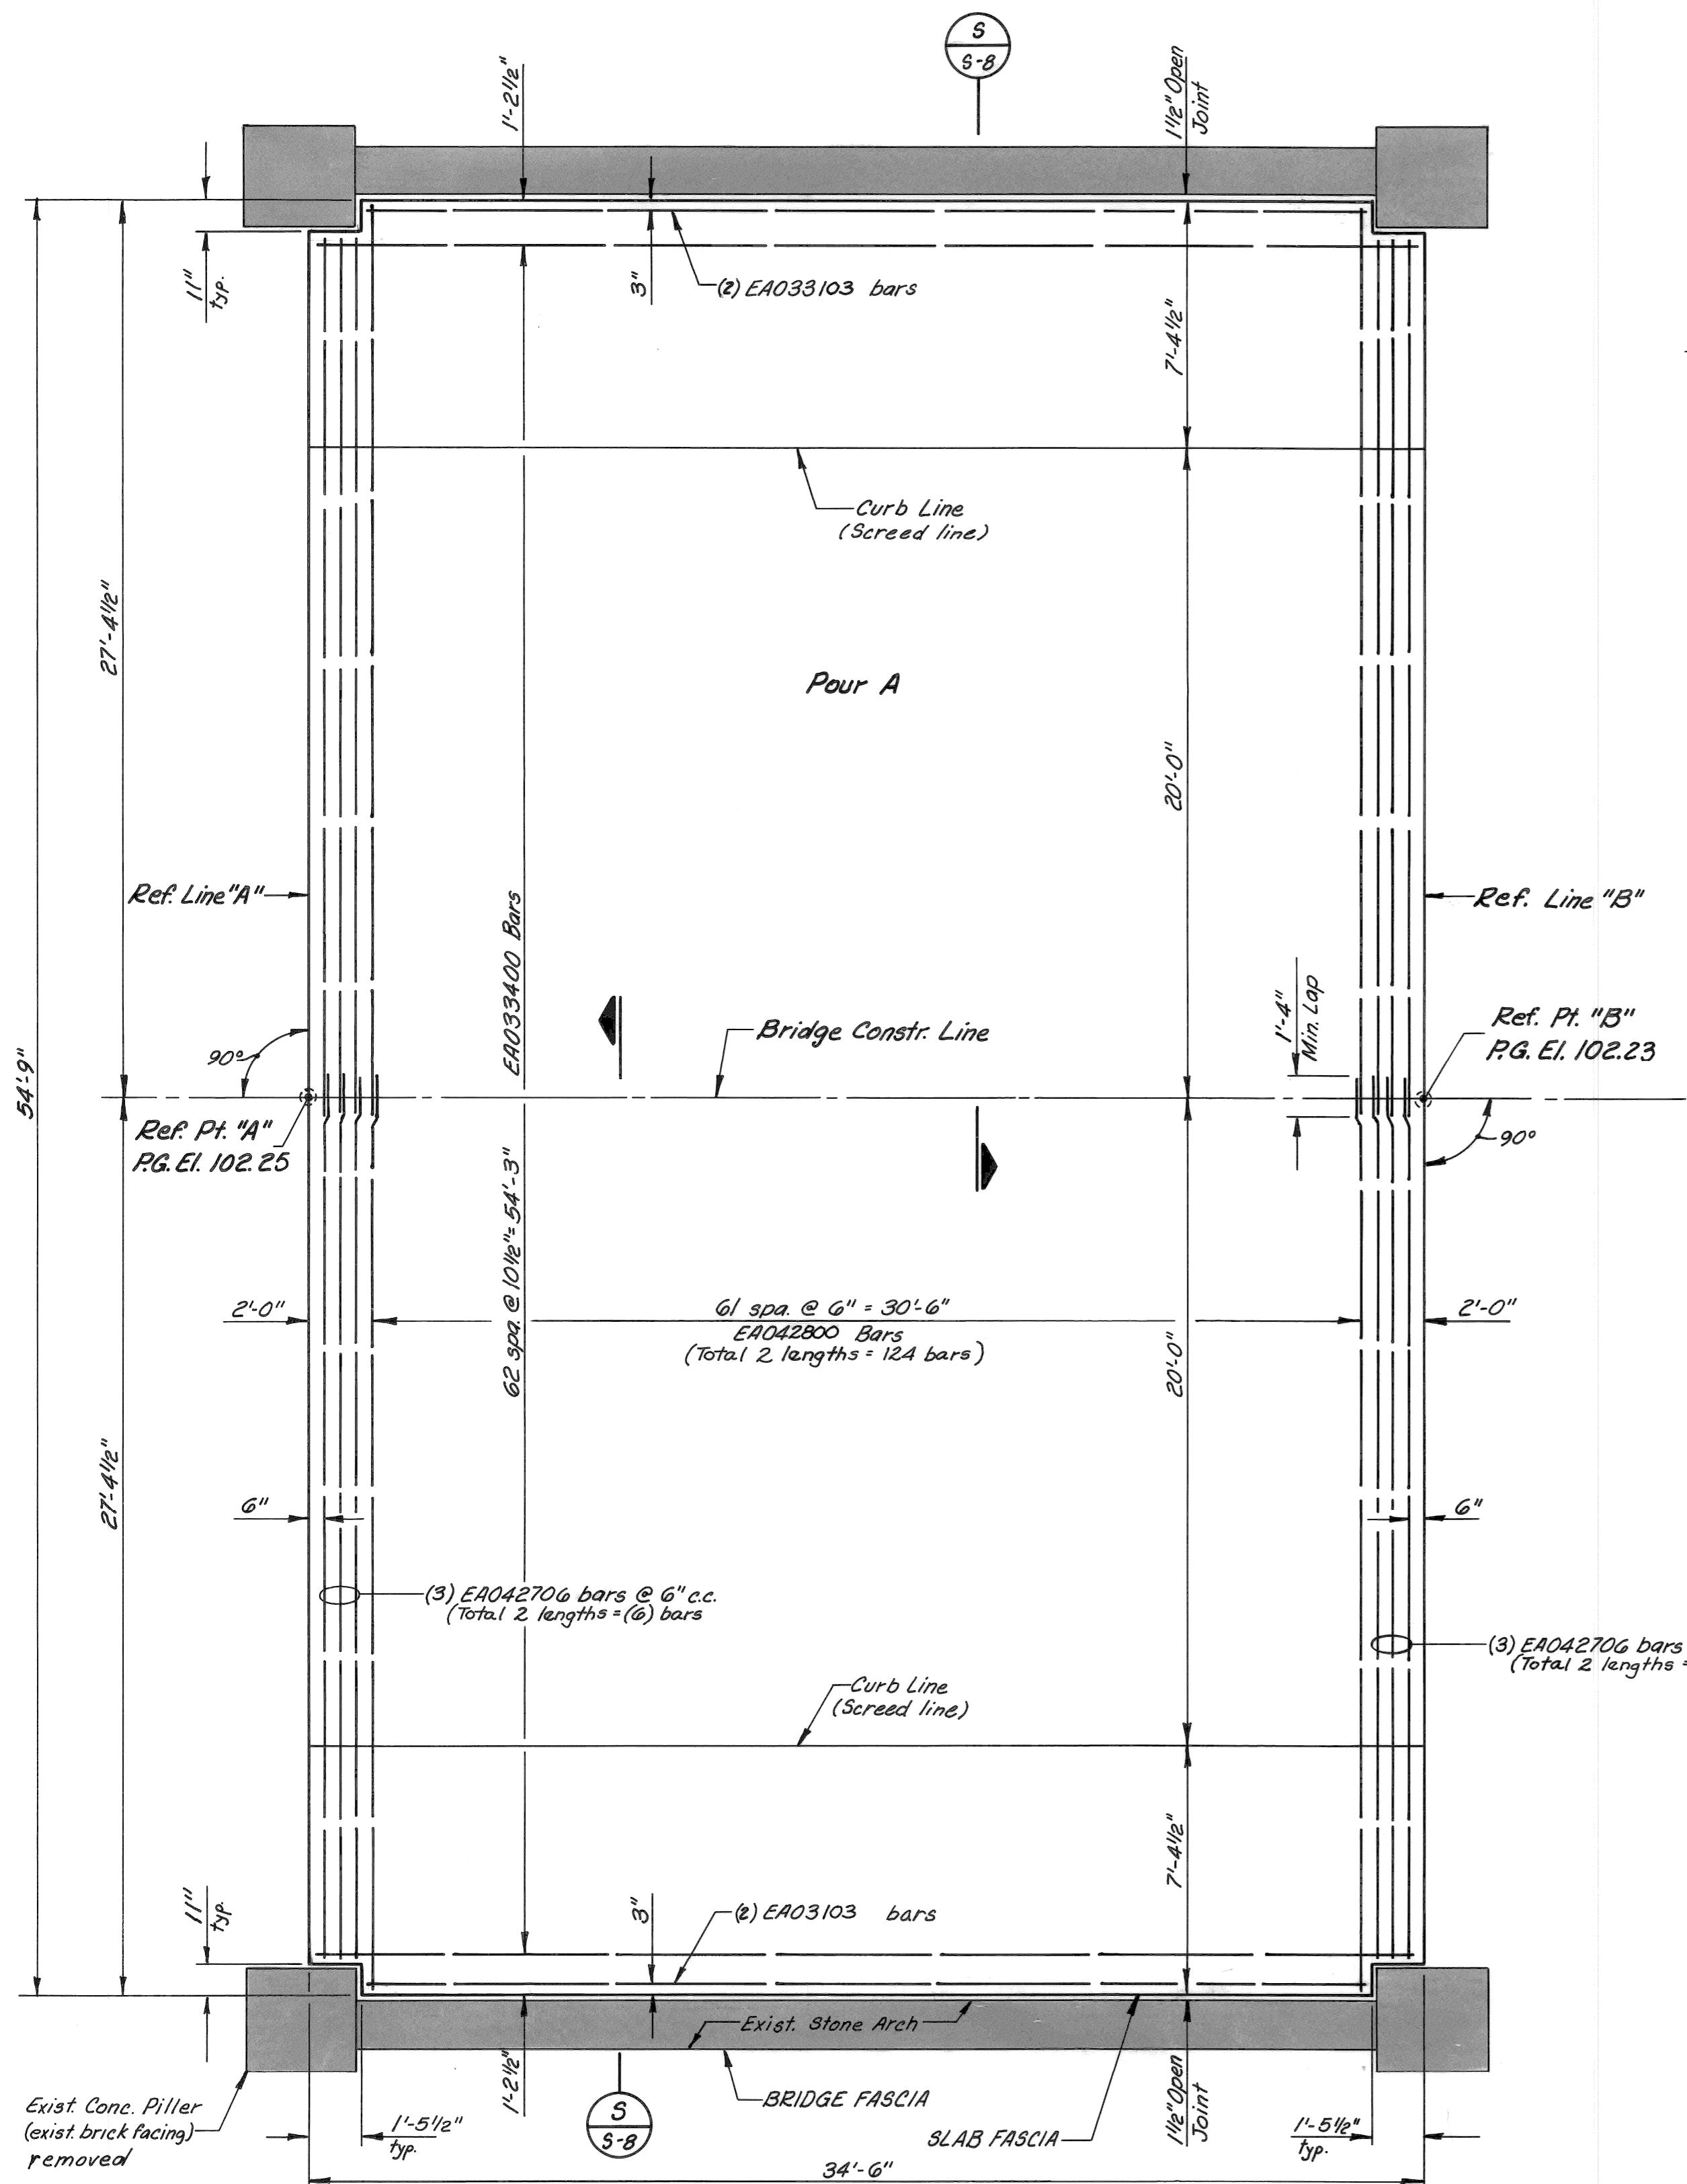 S
S-8
1'-2½"
1½" Open
Joint
11"
typ.
3"
(2) EA033103 bars
7'-4½"
Curb Line
(Screed line)
27'-4½"
Pour A
20'-0"
Ref. Line "A"
Ref. Line "B"
EA033400 Bars
1'-4"
Min. Lap
Bridge Constr. Line
Ref. Pt. "B"
P.G. El. 102.23
90°
54'-9"
Ref. Pt. "A"
P.G. El. 102.25
90°
62 spa. @ 10½" = 54'-3"
2'-0"
61 spa. @ 6" = 30'-6"
EA042800 Bars
(Total 2 lengths = 124 bars)
2'-0"
20'-0"
27'-4½"
6"
6"
(3) EA042706 bars @ 6" c.c.
(Total 2 lengths = (6) bars
(3) EA042706 bars
(Total 2 lengths =
Curb Line
(Screed line)
7'-4½"
11"
typ.
3"
(2) EA03103 bars
Exist. Stone Arch
1'-2½"
BRIDGE FASCIA
1½" Open
Joint
Exist. Conc. Piller
(exist. brick facing)
removed
1'-5½"
typ.
S
S-8
SLAB FASCIA
1'-5½"
typ.
34'-6"